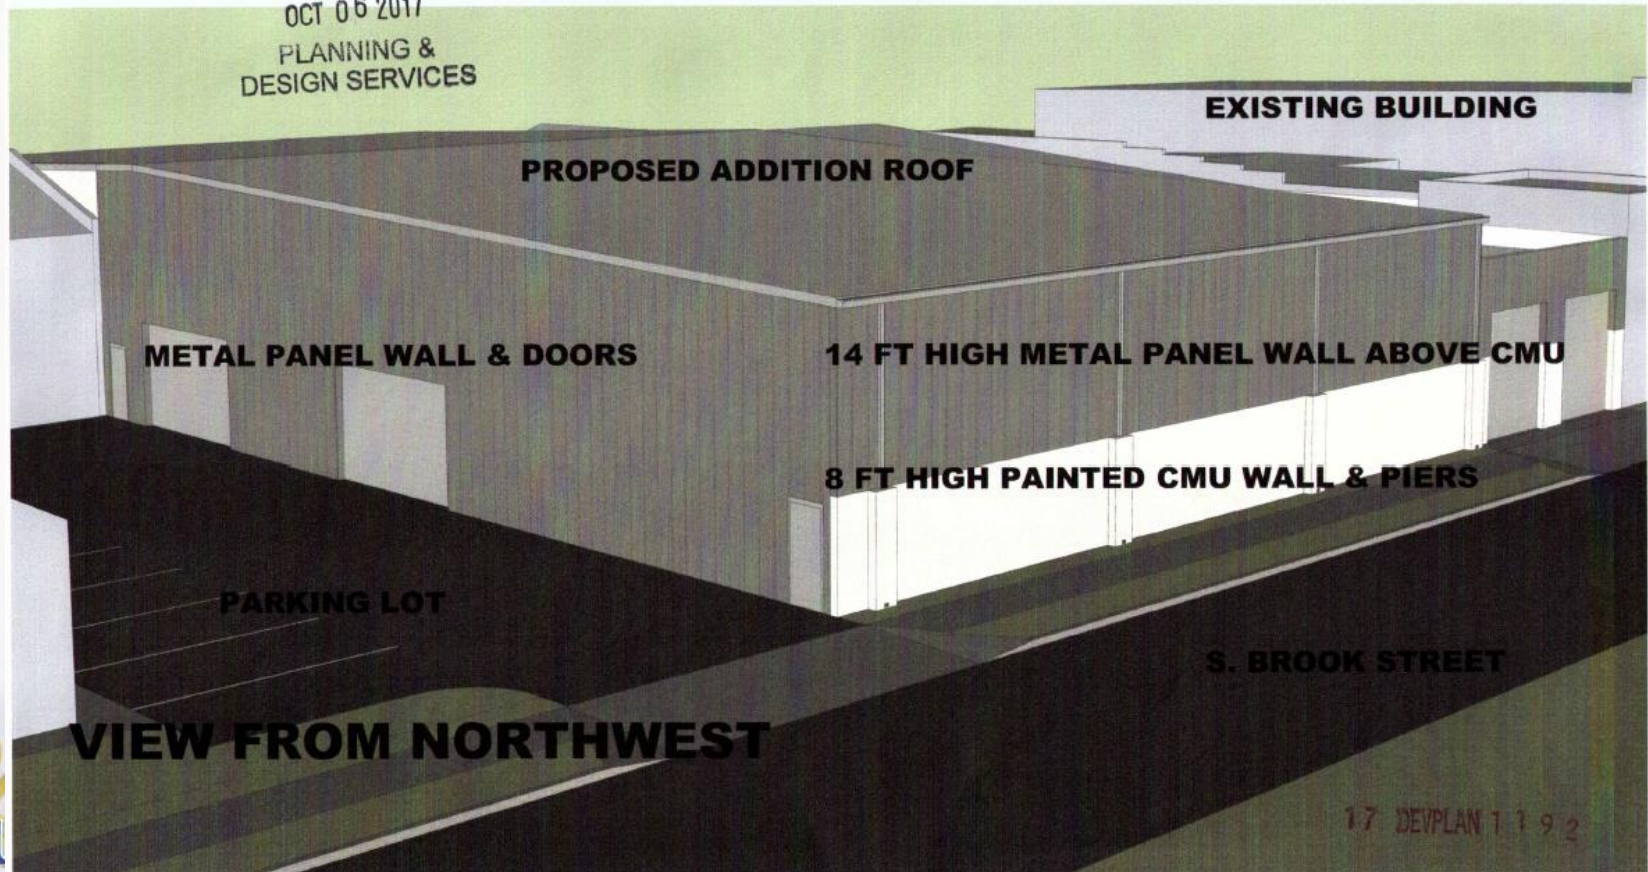 OCT 06 2017
PLANNING &
DESIGN SERVICES
EXISTING BUILDING
PROPOSED ADDITION ROOF
METAL PANEL WALL & DOORS
14 FT HIGH METAL PANEL WALL ABOVE CMU
8 FT HIGH PAINTED CMU WALL & PIERS
PARKING LOT
S. BROOK STREET
VIEW FROM NORTHWEST
17 DEVPLAN 1192